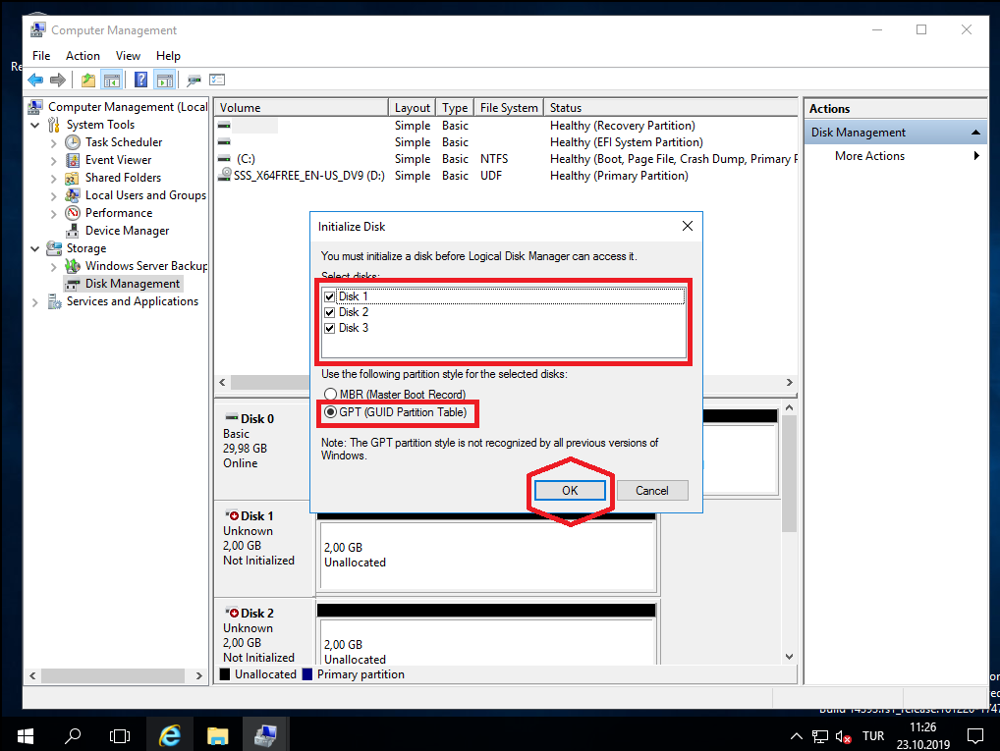 Computer Management
File Action View Help
Computer Management (Local
System Tools
Task Scheduler
Event Viewer
Shared Folders
Local Users and Groups
Performance
Device Manager
Storage
Windows Server Backup
Disk Management
Services and Applications
Volume Layout Type File System Status
Simple Basic Healthy (Recovery Partition)
Simple Basic Healthy (EFI System Partition)
(C:) Simple Basic NTFS Healthy (Boot, Page File, Crash Dump, Primary P
SSS_X64FREE_EN-US_DV9 (D:) Simple Basic UDF Healthy (Primary Partition)
Actions
Disk Management
More Actions
Initialize Disk
You must initialize a disk before Logical Disk Manager can access it.
Select disks:
Disk 1
Disk 2
Disk 3
Use the following partition style for the selected disks:
MBR (Master Boot Record)
GPT (GUID Partition Table)
Note: The GPT partition style is not recognized by all previous versions of
Windows.
OK Cancel
Disk 0
Basic
29,98 GB
Online
Disk 1
Unknown
2,00 GB
Not Initialized
2,00 GB
Unallocated
Disk 2
Unknown
2,00 GB
Not Initialized
2,00 GB
Unallocated
Unallocated Primary partition
TUR
11:26
23.10.2019